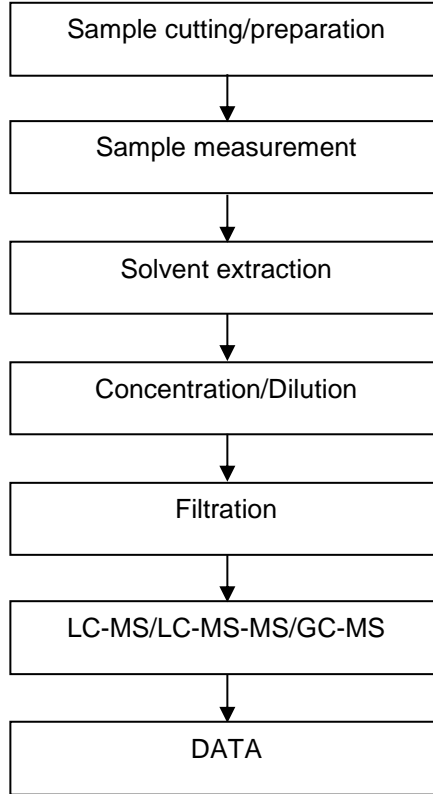 Sample cutting/preparation
Sample measurement
Solvent extraction
Concentration/Dilution
Filtration
LC-MS/LC-MS-MS/GC-MS
DATA